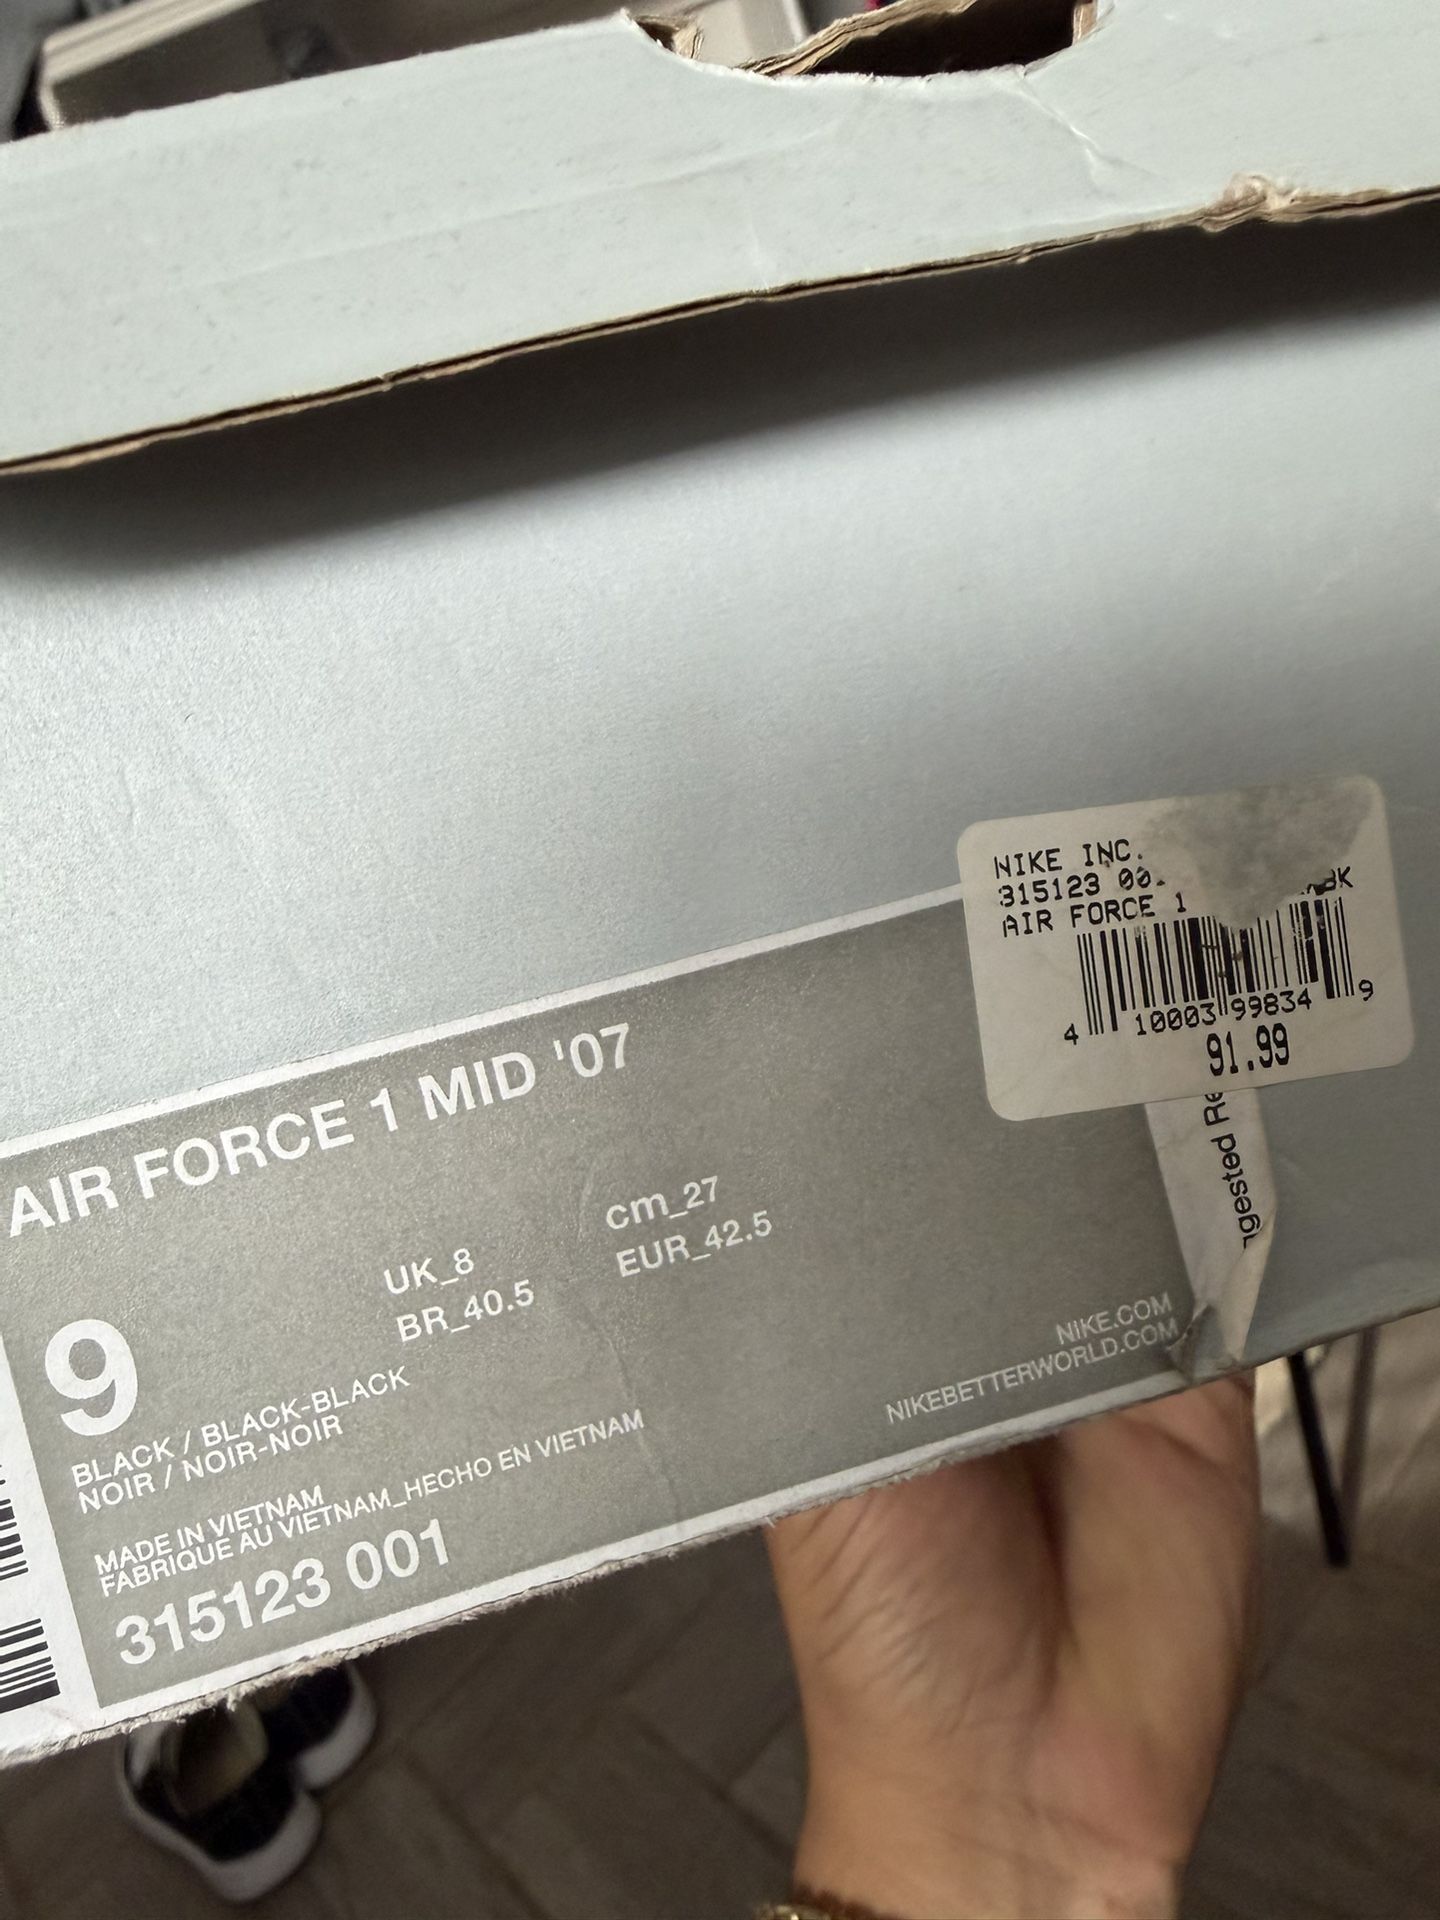 NIKE INC.
315123 00
AIR FORCE 1
4 10003 99834 9
91.99
AIR FORCE 1 MID '07
UK_8
cm_27
BR_40.5
EUR_42.5
9
BLACK / BLACK-BLACK
NOIR / NOIR-NOIR
MADE IN VIETNAM
FABRIQUE AU VIETNAM_HECHO EN VIETNAM
315123 001
NIKE.COM
NIKEBETTERWORLD.COM